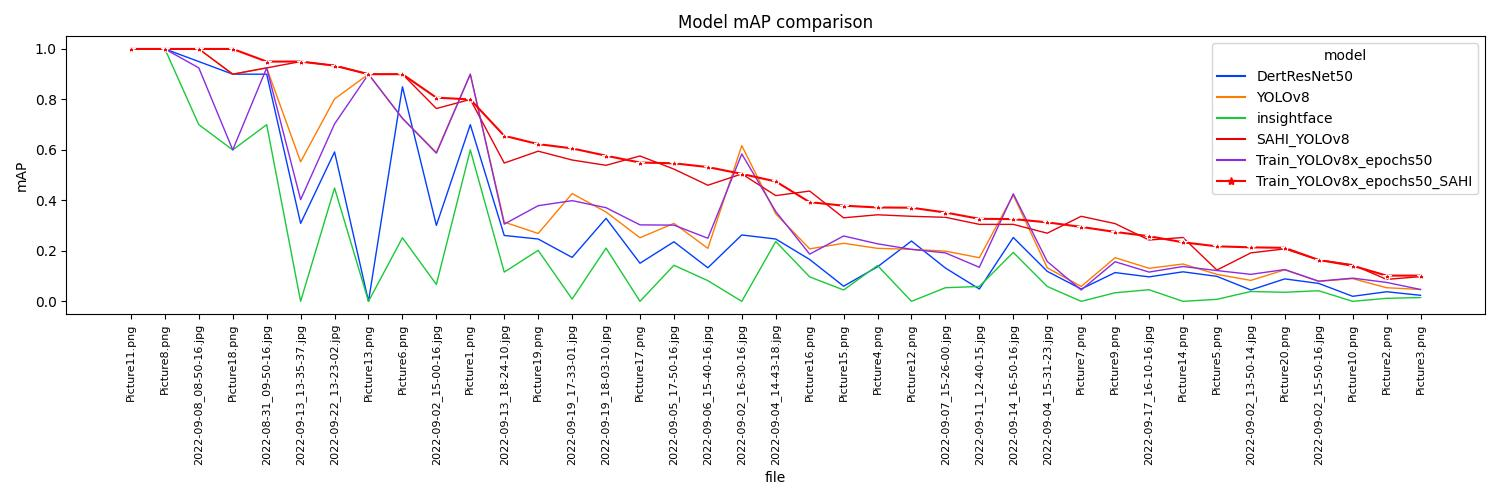 Model mAP comparison
mAP
1.0
0.8
0.6
0.4
0.2
0.0
model
DertResNet50
YOLOv8
insightface
SAHI_YOLOv8
Train_YOLOv8x_epochs50
Train_YOLOv8x_epochs50_SAHI
Picture11.png
Picture8.png
2022-09-08_08-50-16.jpg
Picture18.png
2022-08-31_09-50-16.jpg
2022-09-13_13-35-37.jpg
2022-09-22_13-23-02.jpg
Picture13.png
Picture6.png
2022-09-02_15-00-16.jpg
Picture1.png
2022-09-13_18-24-10.jpg
Picture19.png
2022-09-19_17-33-01.jpg
2022-09-19_18-03-10.jpg
Picture17.png
2022-09-05_17-50-16.jpg
2022-09-06_15-40-16.jpg
2022-09-02_16-30-16.jpg
2022-09-04_14-43-18.jpg
Picture16.png
Picture15.png
Picture4.png
Picture12.png
2022-09-07_15-26-00.jpg
2022-09-11_12-40-15.jpg
2022-09-14_16-50-16.jpg
2022-09-04_15-31-23.jpg
Picture7.png
Picture9.png
2022-09-17_16-10-16.jpg
Picture14.png
Picture5.png
2022-09-02_13-50-14.jpg
Picture20.png
2022-09-02_15-50-16.jpg
Picture10.png
Picture2.png
Picture3.png
file